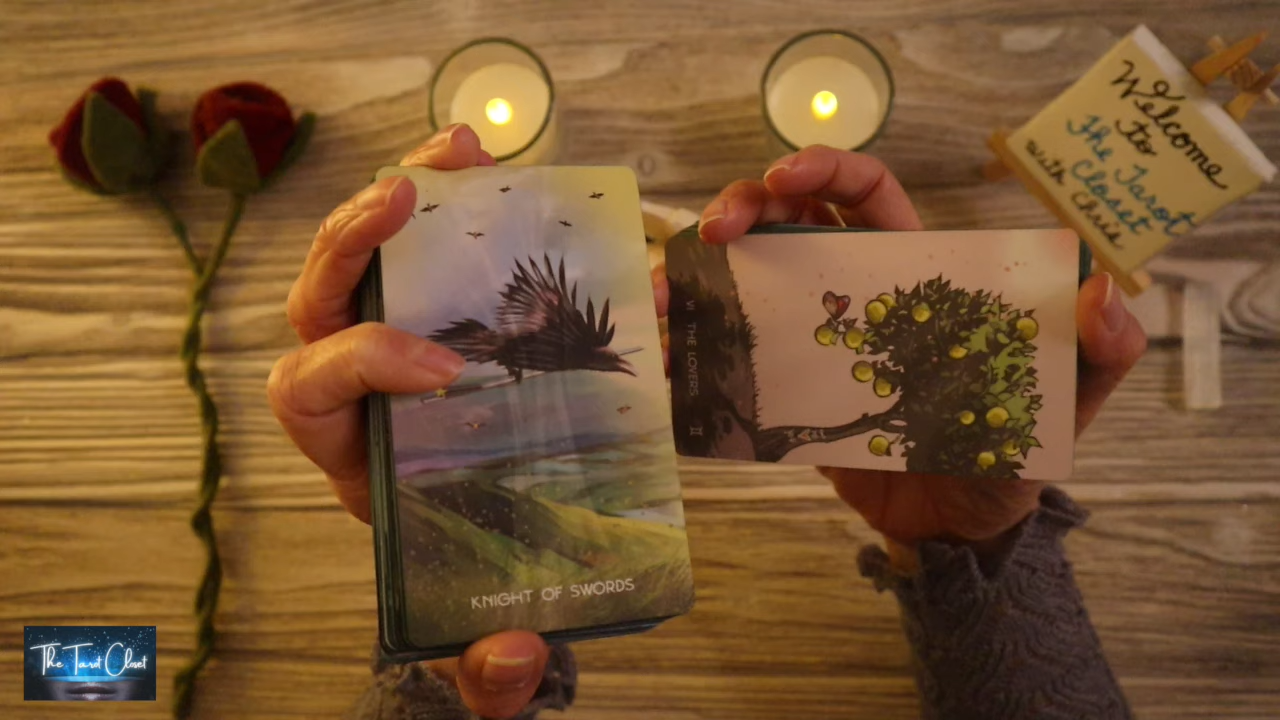 Welcome
to
The Tarot
Closet
with Chris
KNIGHT OF SWORDS
VI THE LOVERS
The Tarot Closet